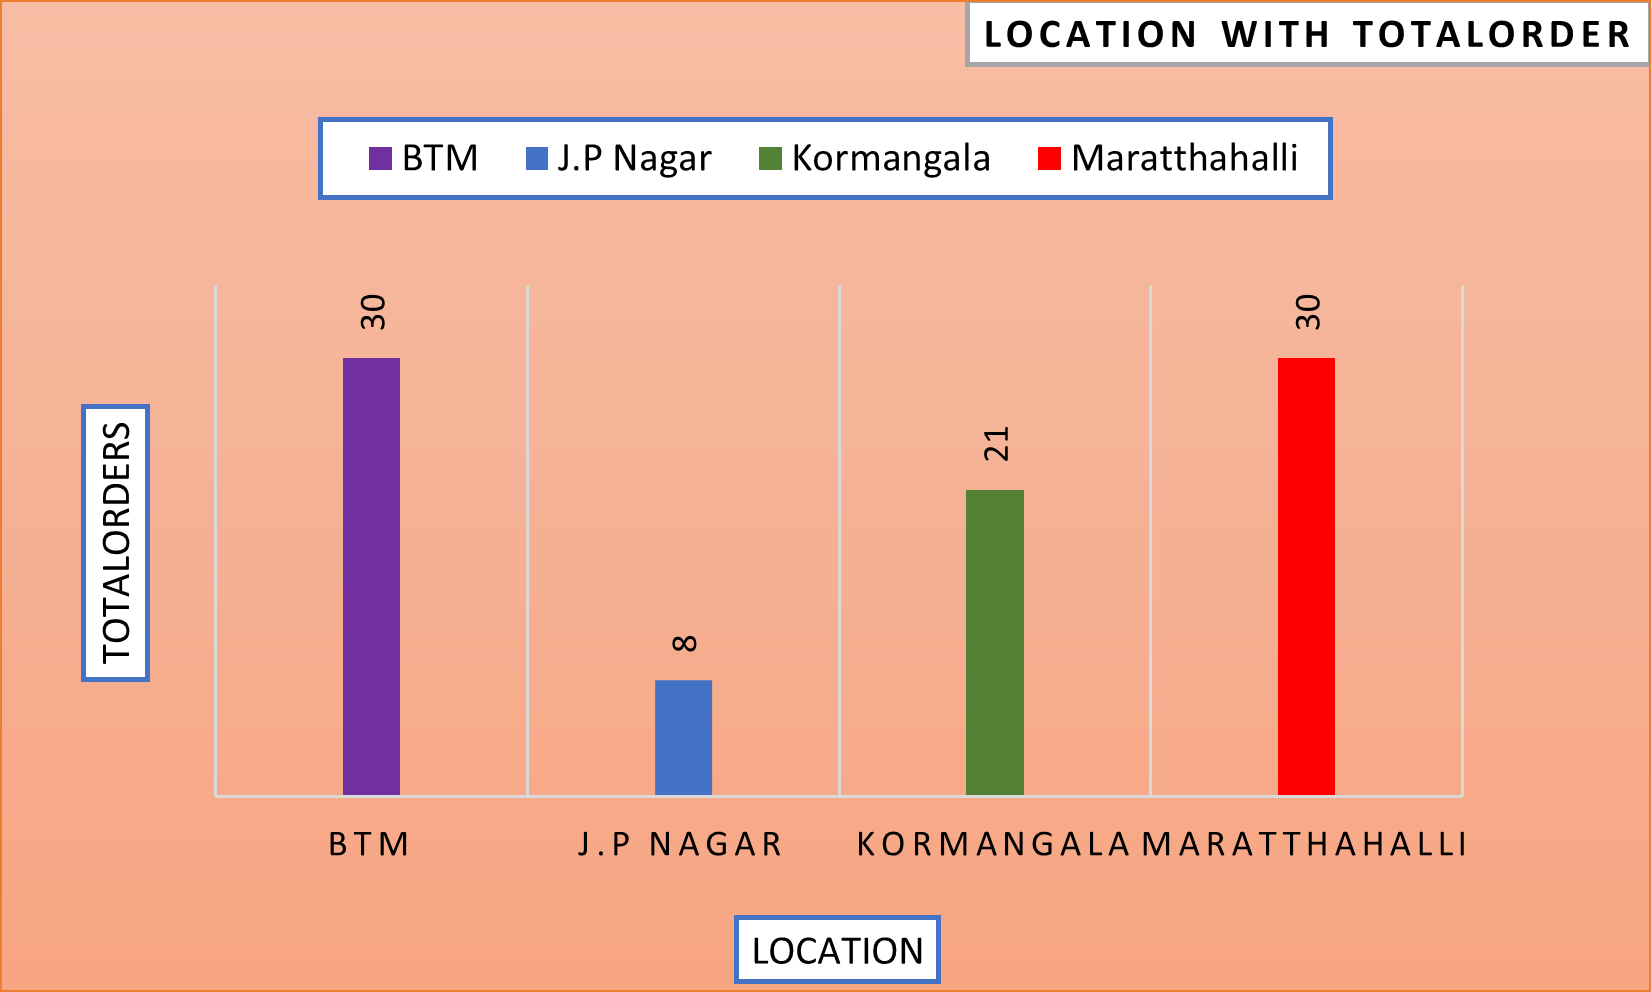 LOCATION WITH TOTALORDER
BTM J.P Nagar Kormangala Maratthahalli
30
8
21
30
TOTALORDERS
BTM J.P NAGAR KORMANGALA MARATTHAHALLI
LOCATION